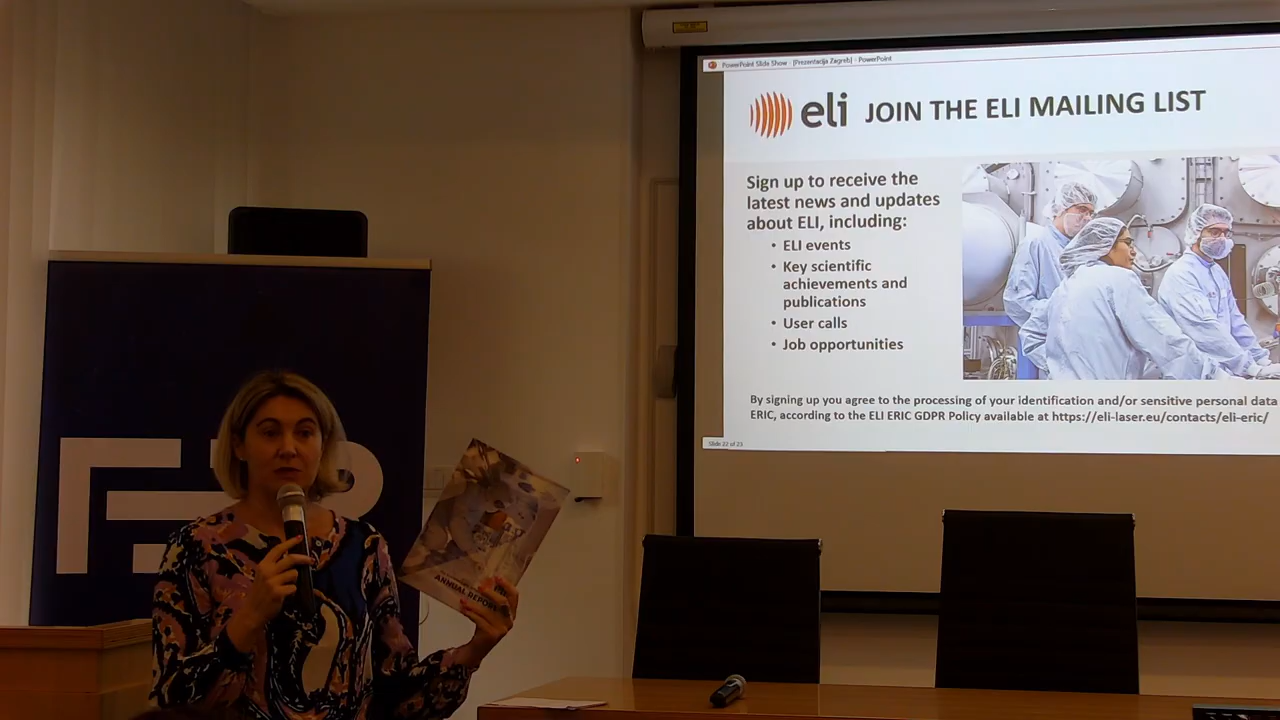 PowerPoint Slide Show - [Prezentacija Zagreb] - PowerPoint
eli JOIN THE ELI MAILING LIST
Sign up to receive the
latest news and updates
about ELI, including:
• ELI events
• Key scientific
achievements and
publications
• User calls
• Job opportunities
By signing up you agree to the processing of your identification and/or sensitive personal data
ERIC, according to the ELI ERIC GDPR Policy available at https://eli-laser.eu/contacts/eli-eric/
Slide 22 of 23
ANNUAL REPORT